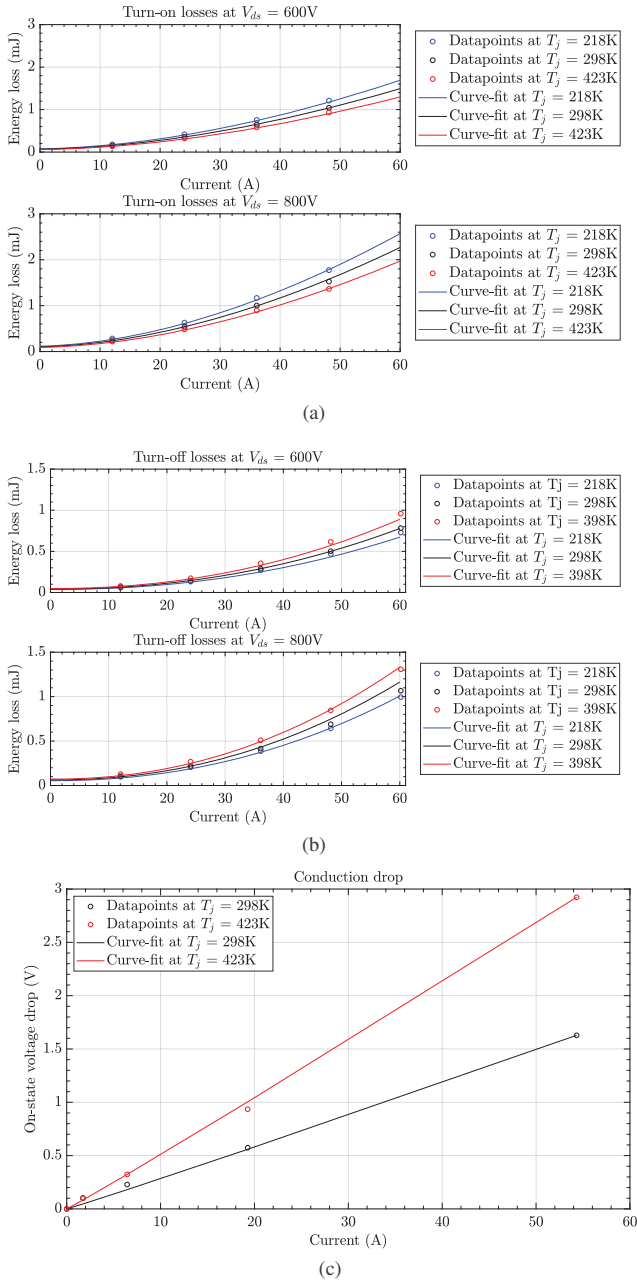 Turn-on losses at V_ds = 600V
3
2
1
0
0
10
20
30
40
50
60
Energy loss (mJ)
Current (A)
Datapoints at T_j = 218K
Datapoints at T_j = 298K
Datapoints at T_j = 423K
Curve-fit at T_j = 218K
Curve-fit at T_j = 298K
Curve-fit at T_j = 423K
Turn-on losses at V_ds = 800V
3
2
1
0
0
10
20
30
40
50
60
Energy loss (mJ)
Current (A)
Datapoints at T_j = 218K
Datapoints at T_j = 298K
Datapoints at T_j = 423K
Curve-fit at T_j = 218K
Curve-fit at T_j = 298K
Curve-fit at T_j = 423K
(a)
Turn-off losses at V_ds = 600V
1.5
1
0.5
0
0
10
20
30
40
50
60
Energy loss (mJ)
Current (A)
Datapoints at Tj = 218K
Datapoints at Tj = 298K
Datapoints at Tj = 398K
Curve-fit at T_j = 218K
Curve-fit at T_j = 298K
Curve-fit at T_j = 398K
Turn-off losses at V_ds = 800V
1.5
1
0.5
0
0
10
20
30
40
50
60
Energy loss (mJ)
Current (A)
Datapoints at Tj = 218K
Datapoints at Tj = 298K
Datapoints at Tj = 398K
Curve-fit at T_j = 218K
Curve-fit at T_j = 298K
Curve-fit at T_j = 398K
(b)
Conduction drop
3
2.5
2
1.5
1
0.5
0
0
10
20
30
40
50
60
On-state voltage drop (V)
Current (A)
Datapoints at T_j = 298K
Datapoints at T_j = 423K
Curve-fit at T_j = 298K
Curve-fit at T_j = 423K
(c)